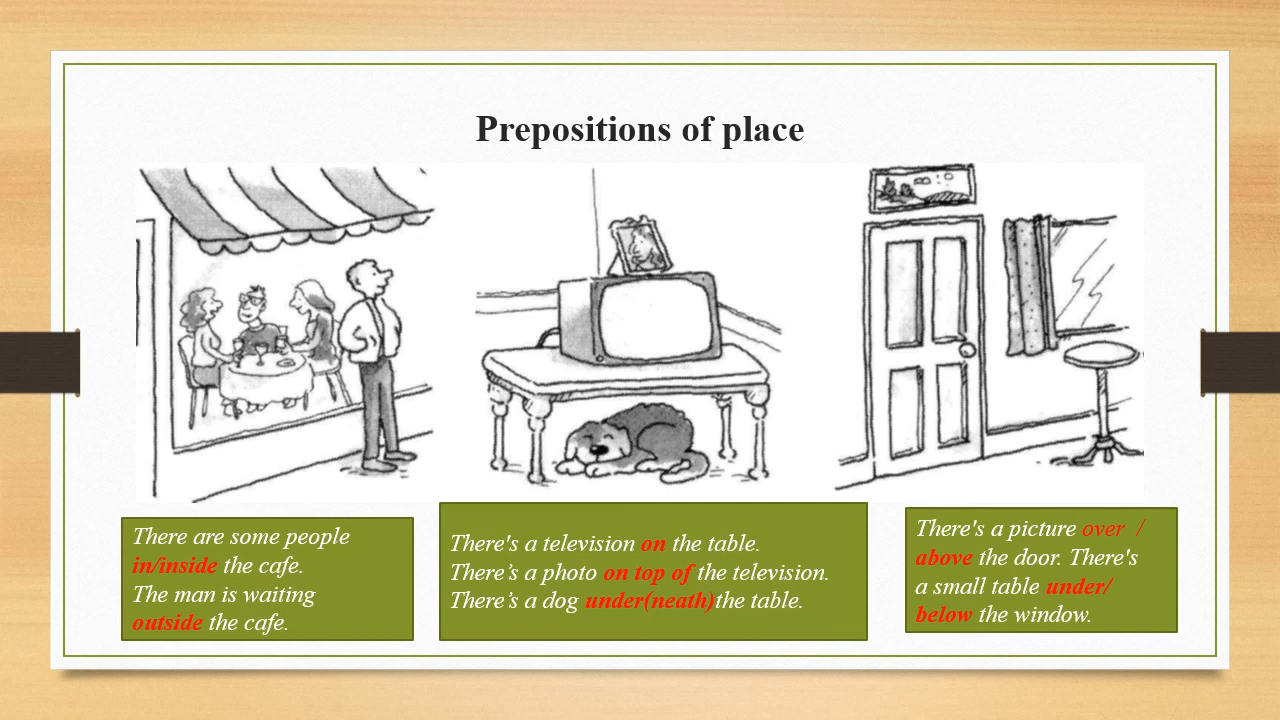 Prepositions of place
There are some people
in/inside the cafe.
The man is waiting
outside the cafe.
There's a television on the table.
There’s a photo on top of the television.
There’s a dog under(neath)the table.
There's a picture over /
above the door. There's
a small table under/
below the window.